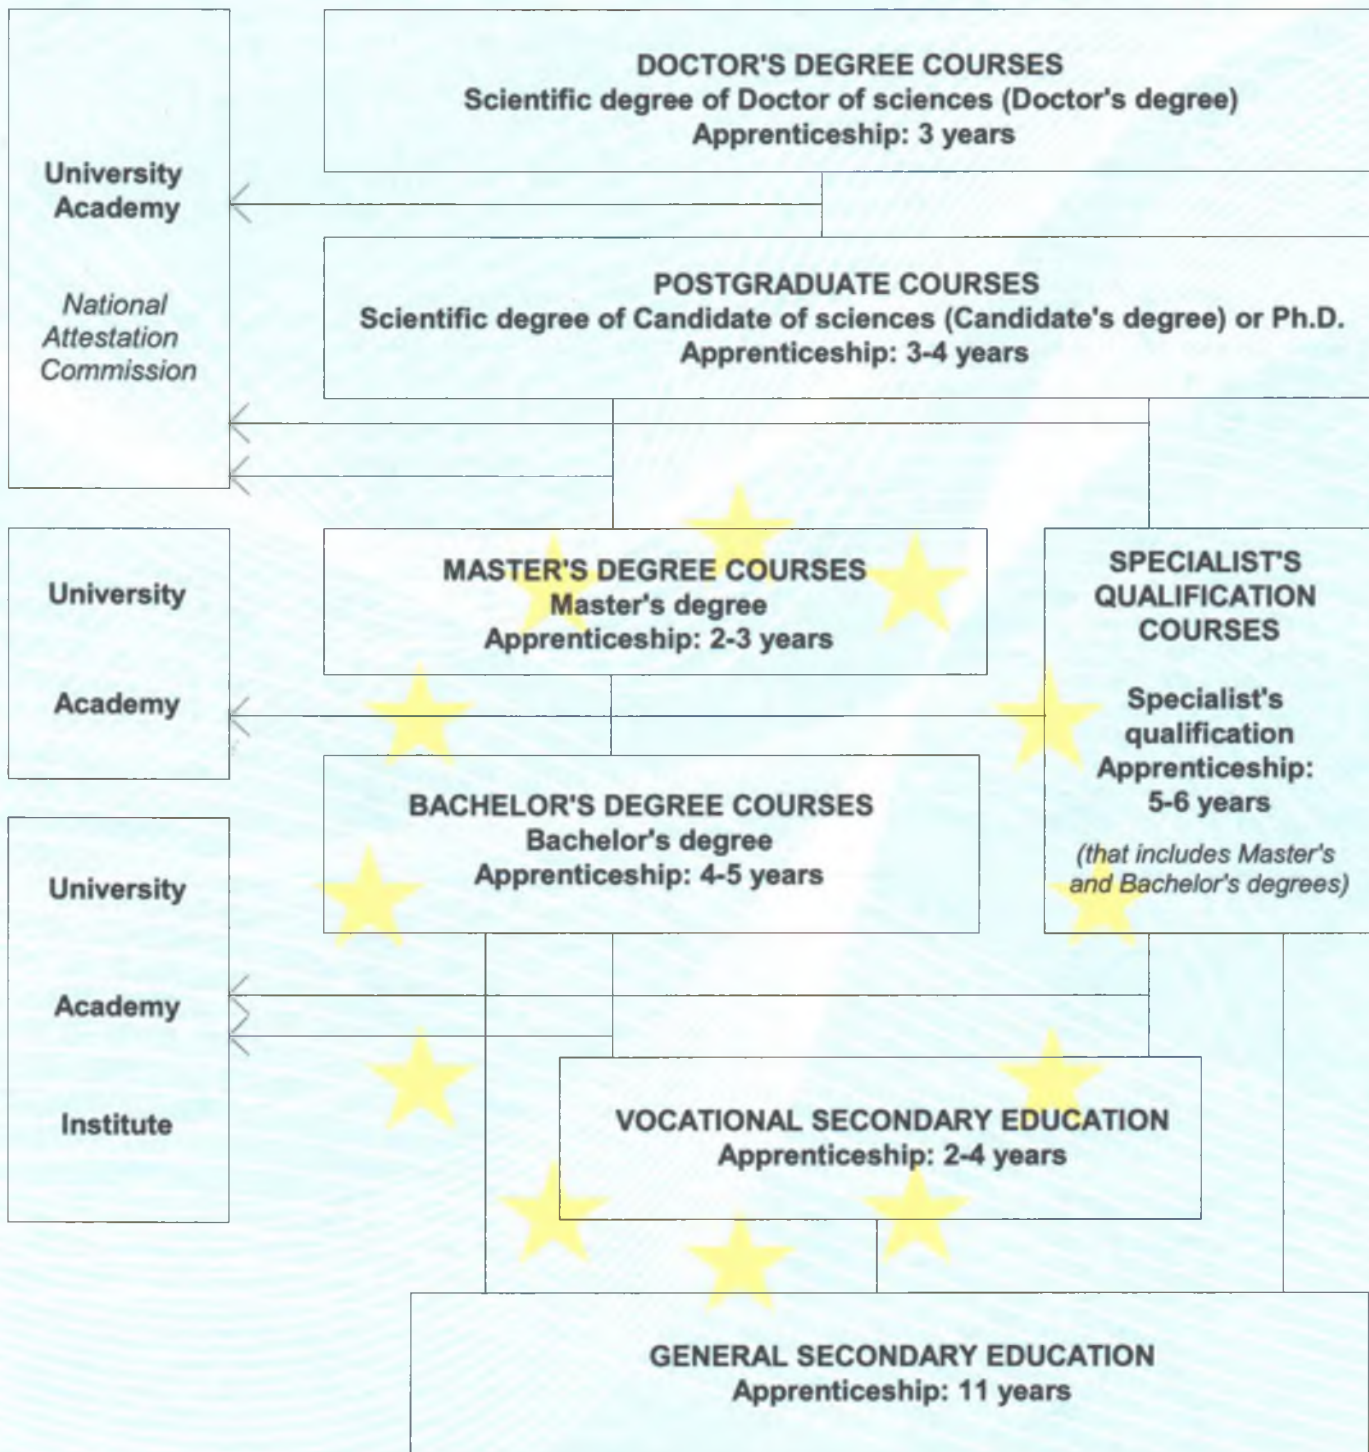 DOCTOR'S DEGREE COURSES
Scientific degree of Doctor of sciences (Doctor's degree)
Apprenticeship: 3 years
University
Academy
National
Attestation
Commission
POSTGRADUATE COURSES
Scientific degree of Candidate of sciences (Candidate's degree) or Ph.D.
Apprenticeship: 3-4 years
University
Academy
MASTER'S DEGREE COURSES
Master's degree
Apprenticeship: 2-3 years
SPECIALIST'S
QUALIFICATION
COURSES
Specialist's
qualification
Apprenticeship:
5-6 years
(that includes Master's
and Bachelor's degrees)
BACHELOR'S DEGREE COURSES
Bachelor's degree
Apprenticeship: 4-5 years
University
Academy
Institute
VOCATIONAL SECONDARY EDUCATION
Apprenticeship: 2-4 years
GENERAL SECONDARY EDUCATION
Apprenticeship: 11 years